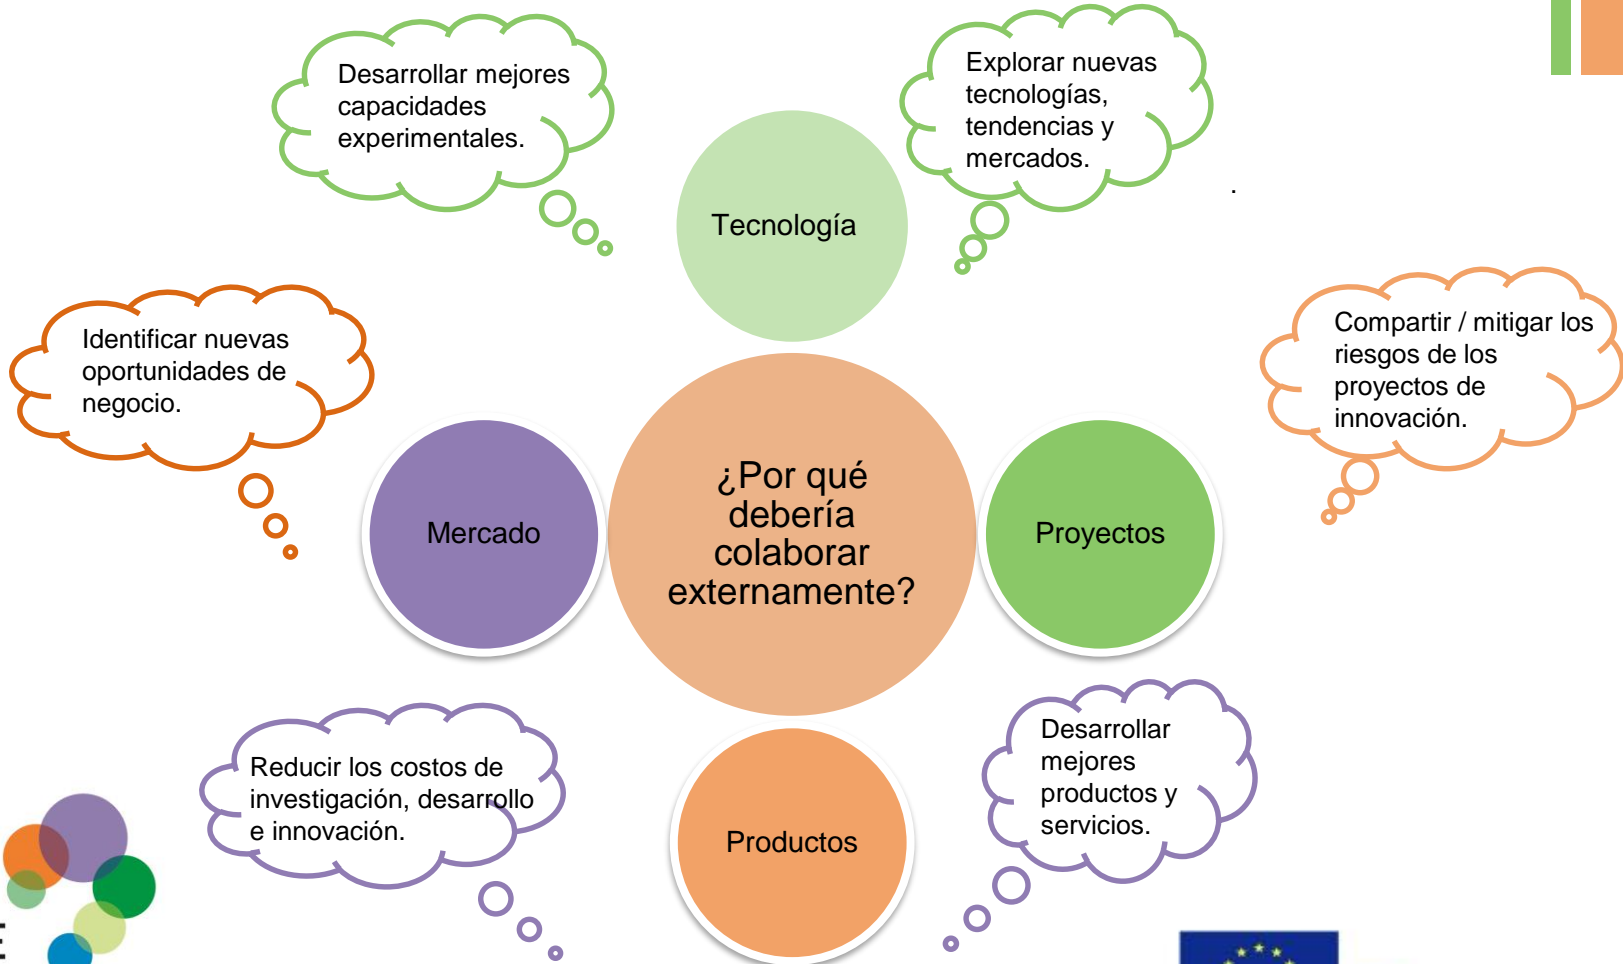 Desarrollar mejores
capacidades
experimentales.
Explorar nuevas
tecnologías,
tendencias y
mercados.
.
Tecnología
Identificar nuevas
oportunidades de
negocio.
Compartir / mitigar los
riesgos de los
proyectos de
innovación.
Mercado
¿Por qué
debería
colaborar
externamente?
Proyectos
Reducir los costos de
investigación, desarrollo
e innovación.
Productos
Desarrollar
mejores
productos y
servicios.
E